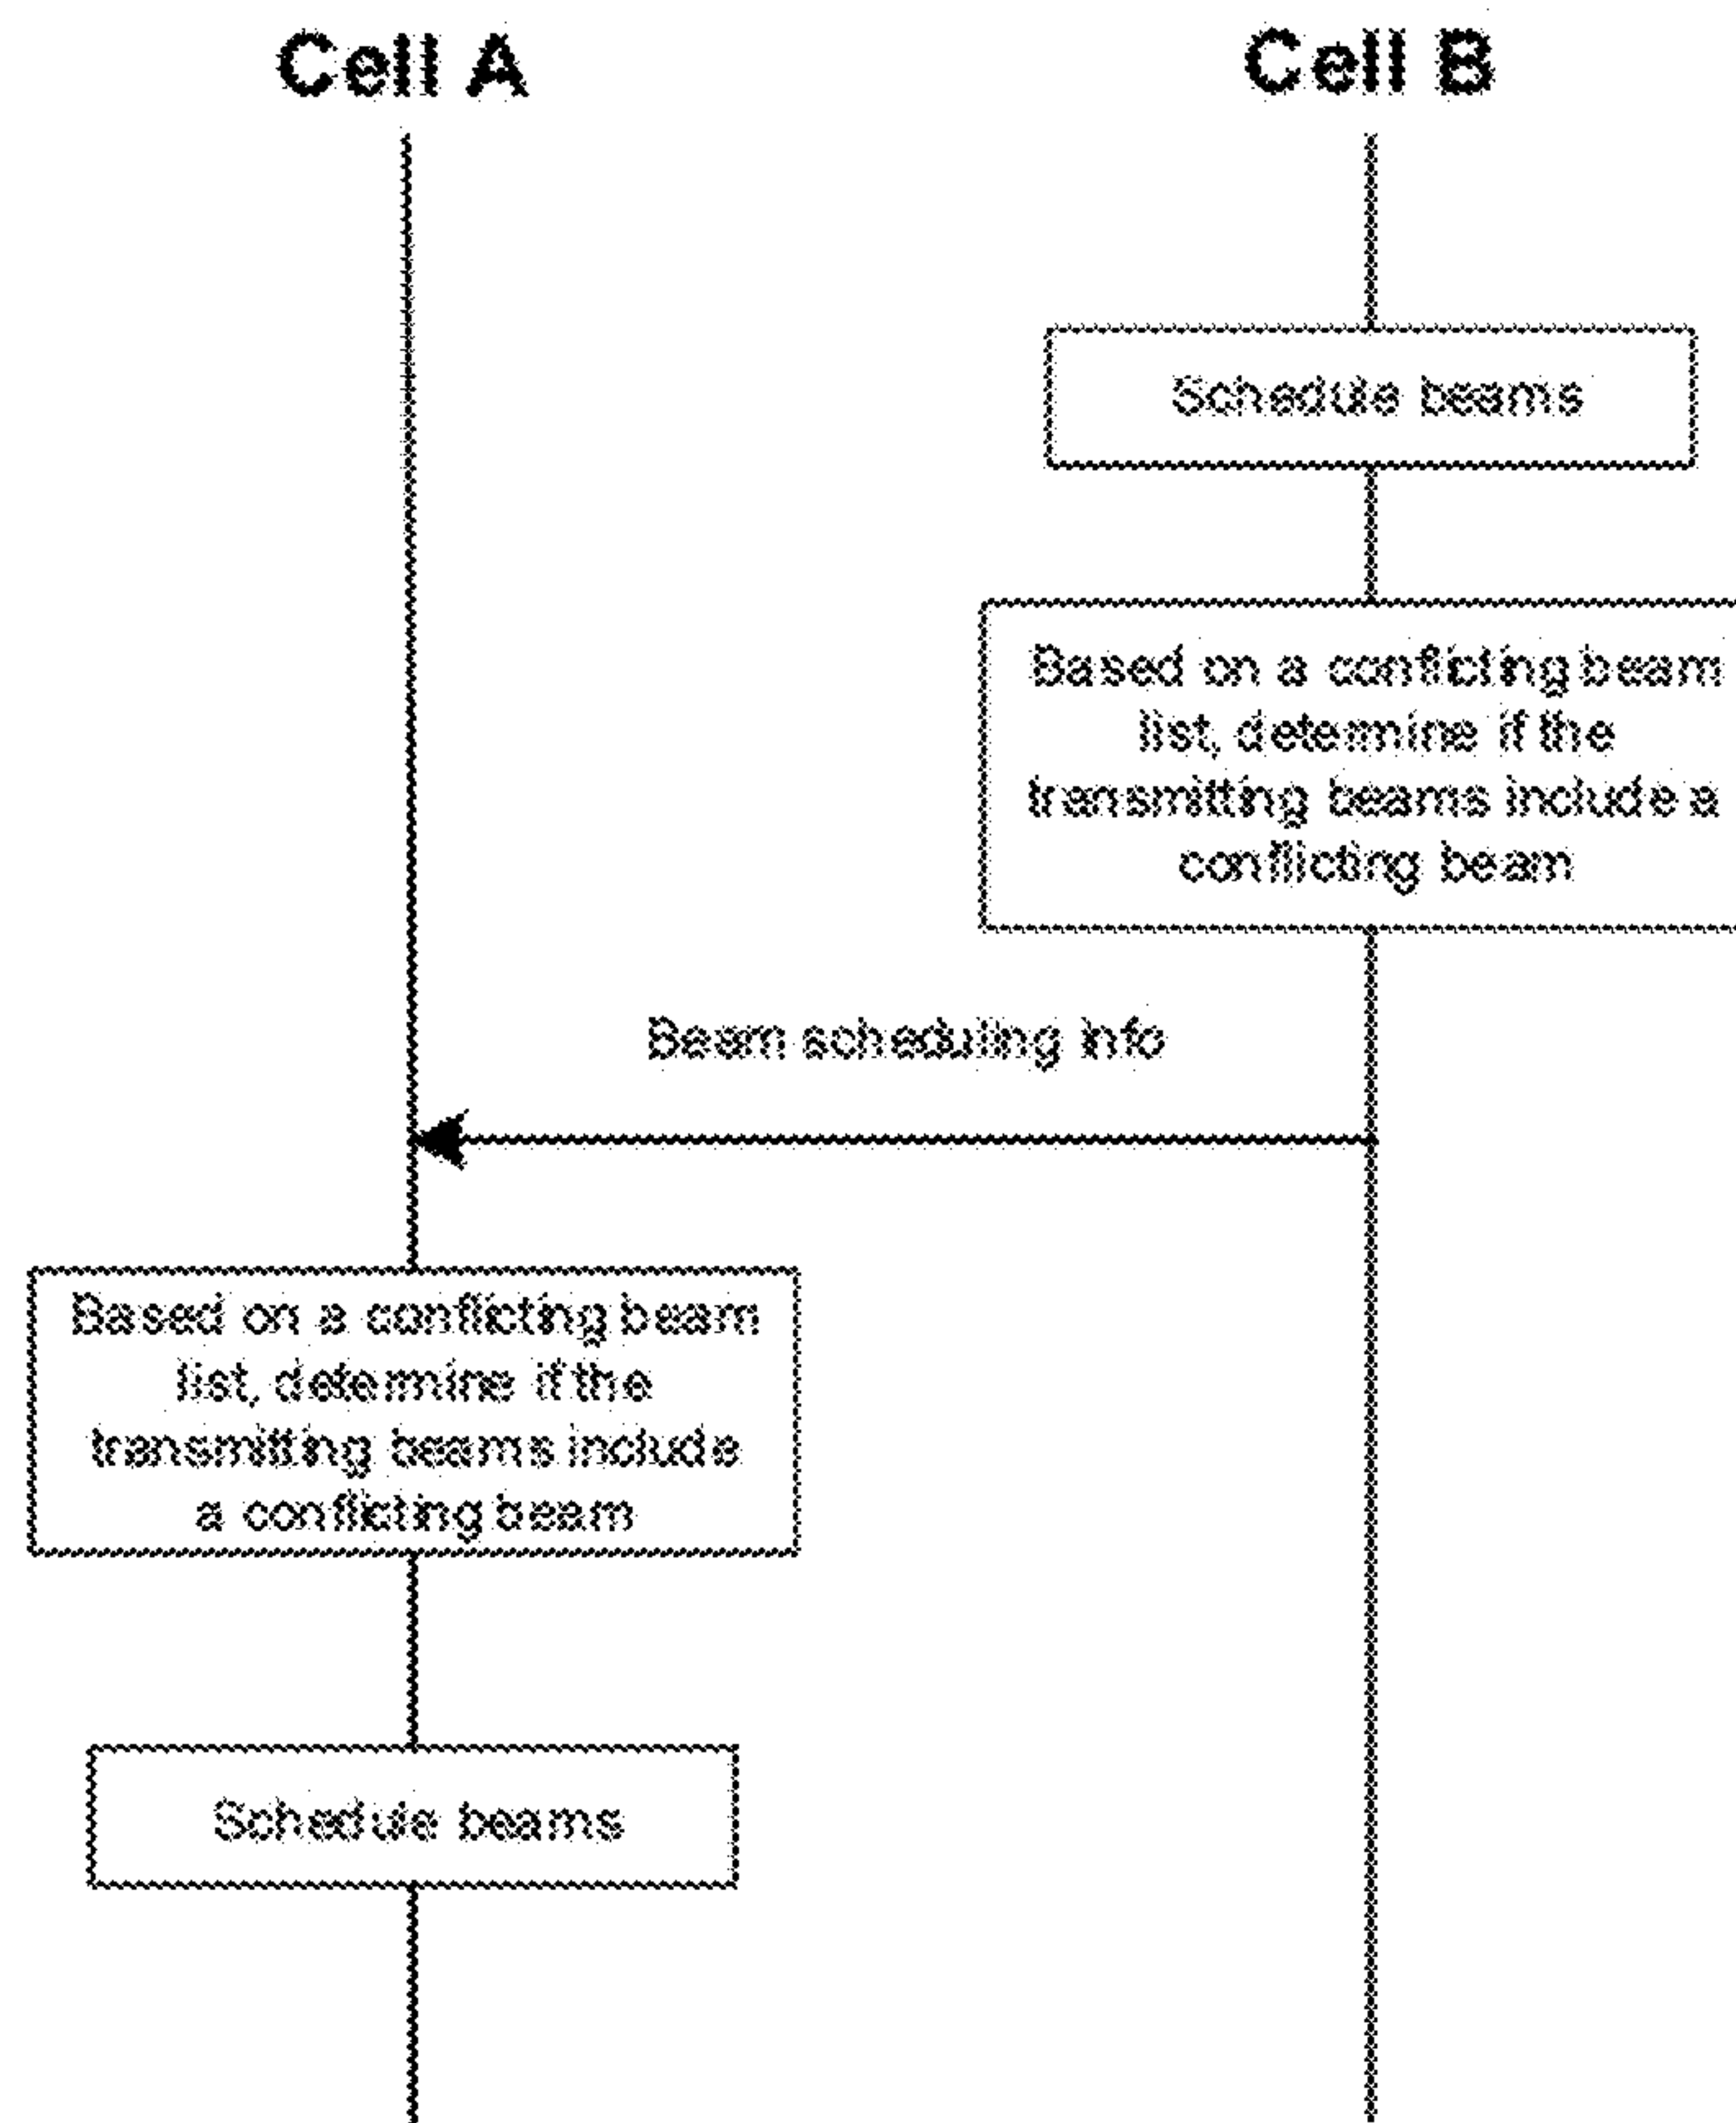 Cell A
Cell B
Schedule beams
Based on a conflicting beam
list, determine if the
transmitting beams include a
conflicting beam
Beam scheduling info
Based on a conflicting beam
list, determine if the
transmitting beams include
a conflicting beam
Schedule beams